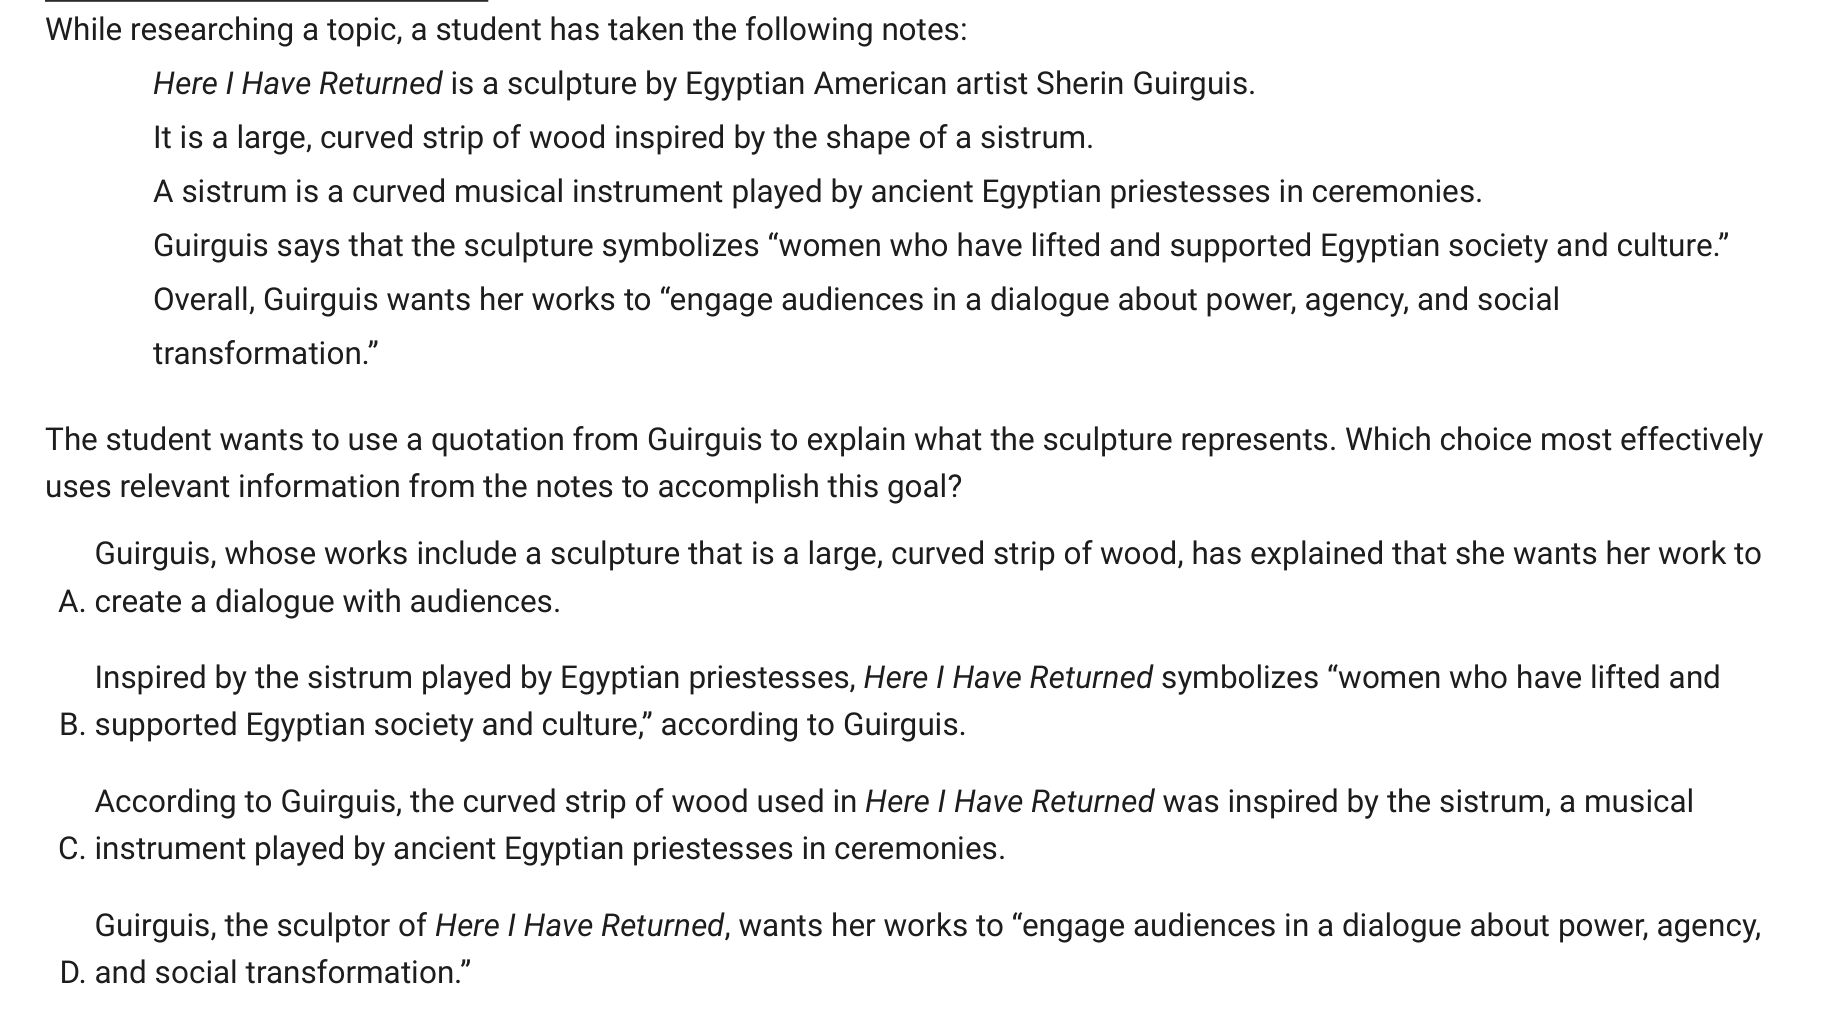 While researching a topic, a student has taken the following notes:
Here I Have Returned is a sculpture by Egyptian American artist Sherin Guirguis.
It is a large, curved strip of wood inspired by the shape of a sistrum.
A sistrum is a curved musical instrument played by ancient Egyptian priestesses in ceremonies.
Guirguis says that the sculpture symbolizes “women who have lifted and supported Egyptian society and culture.”
Overall, Guirguis wants her works to “engage audiences in a dialogue about power, agency, and social
transformation.”
The student wants to use a quotation from Guirguis to explain what the sculpture represents. Which choice most effectively
uses relevant information from the notes to accomplish this goal?
Guirguis, whose works include a sculpture that is a large, curved strip of wood, has explained that she wants her work to
A. create a dialogue with audiences.
Inspired by the sistrum played by Egyptian priestesses, Here I Have Returned symbolizes “women who have lifted and
B. supported Egyptian society and culture,” according to Guirguis.
According to Guirguis, the curved strip of wood used in Here I Have Returned was inspired by the sistrum, a musical
C. instrument played by ancient Egyptian priestesses in ceremonies.
Guirguis, the sculptor of Here I Have Returned, wants her works to “engage audiences in a dialogue about power, agency,
D. and social transformation.”